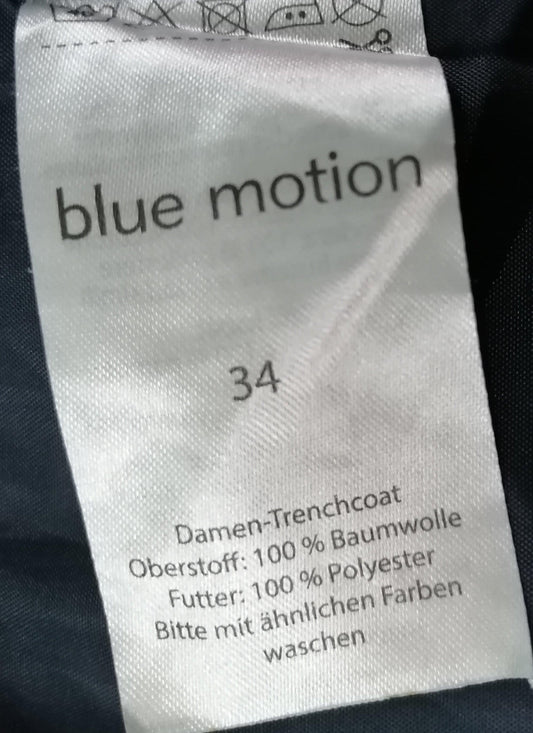 blue motion
34
Damen-Trenchcoat
Oberstoff: 100 % Baumwolle
Futter: 100 % Polyester
Bitte mit ähnlichen Farben
waschen